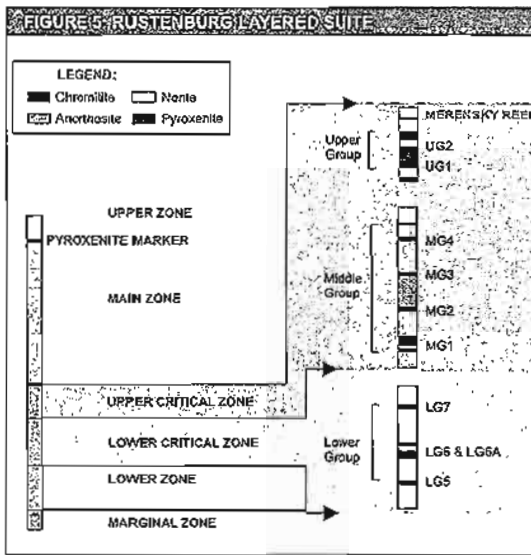 FIGURE 5: RUSTENBURG LAYERED SUITE
LEGEND:
Chromitite
Norite
Anorthosite
Pyroxenite
UPPER ZONE
PYROXENITE MARKER
MAIN ZONE
UPPER CRITICAL ZONE
LOWER CRITICAL ZONE
LOWER ZONE
MARGINAL ZONE
MERENSKY REEF
Upper
Group
UG2
UG1
Middle
Group
MG4
MG3
MG2
MG1
Lower
Group
LG7
LG6 & LG6A
LG5